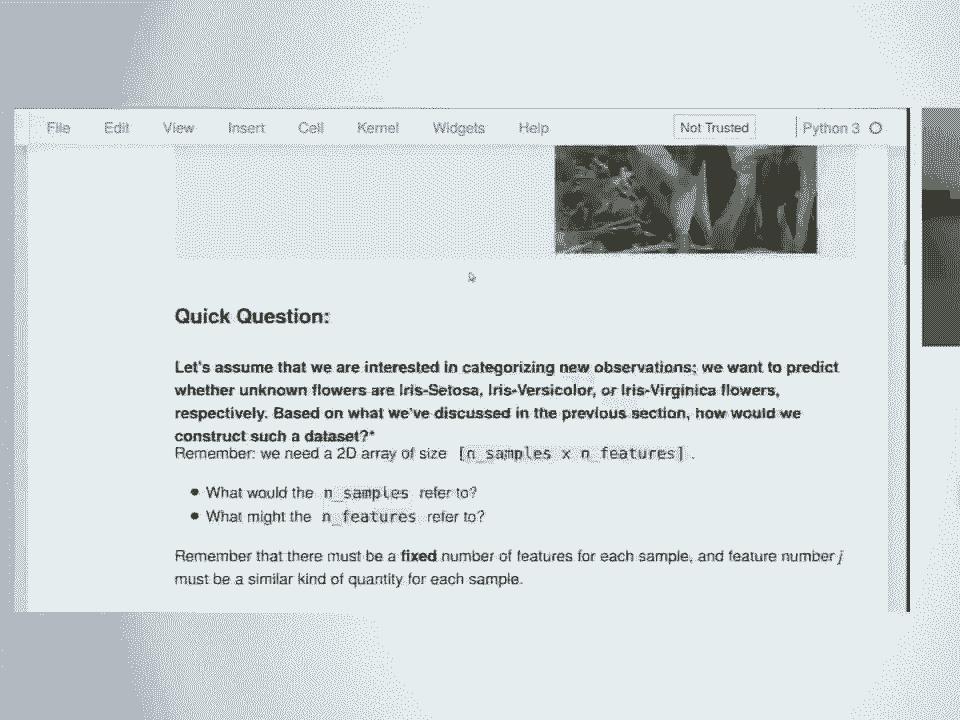 File Edit View Insert Cell Kernel Widgets Help Not Trusted Python 3
Quick Question:
Let's assume that we are interested in categorizing new observations; we want to predict
whether unknown flowers are Iris-Setosa, Iris-Versicolor, or Iris-Virginica flowers,
respectively. Based on what we've discussed in the previous section, how would we
construct such a dataset?*
Remember: we need a 2D array of size [n_samples x n_features] .
● What would the n_samples refer to?
● What might the n_features refer to?
Remember that there must be a fixed number of features for each sample, and feature number j
must be a similar kind of quantity for each sample.